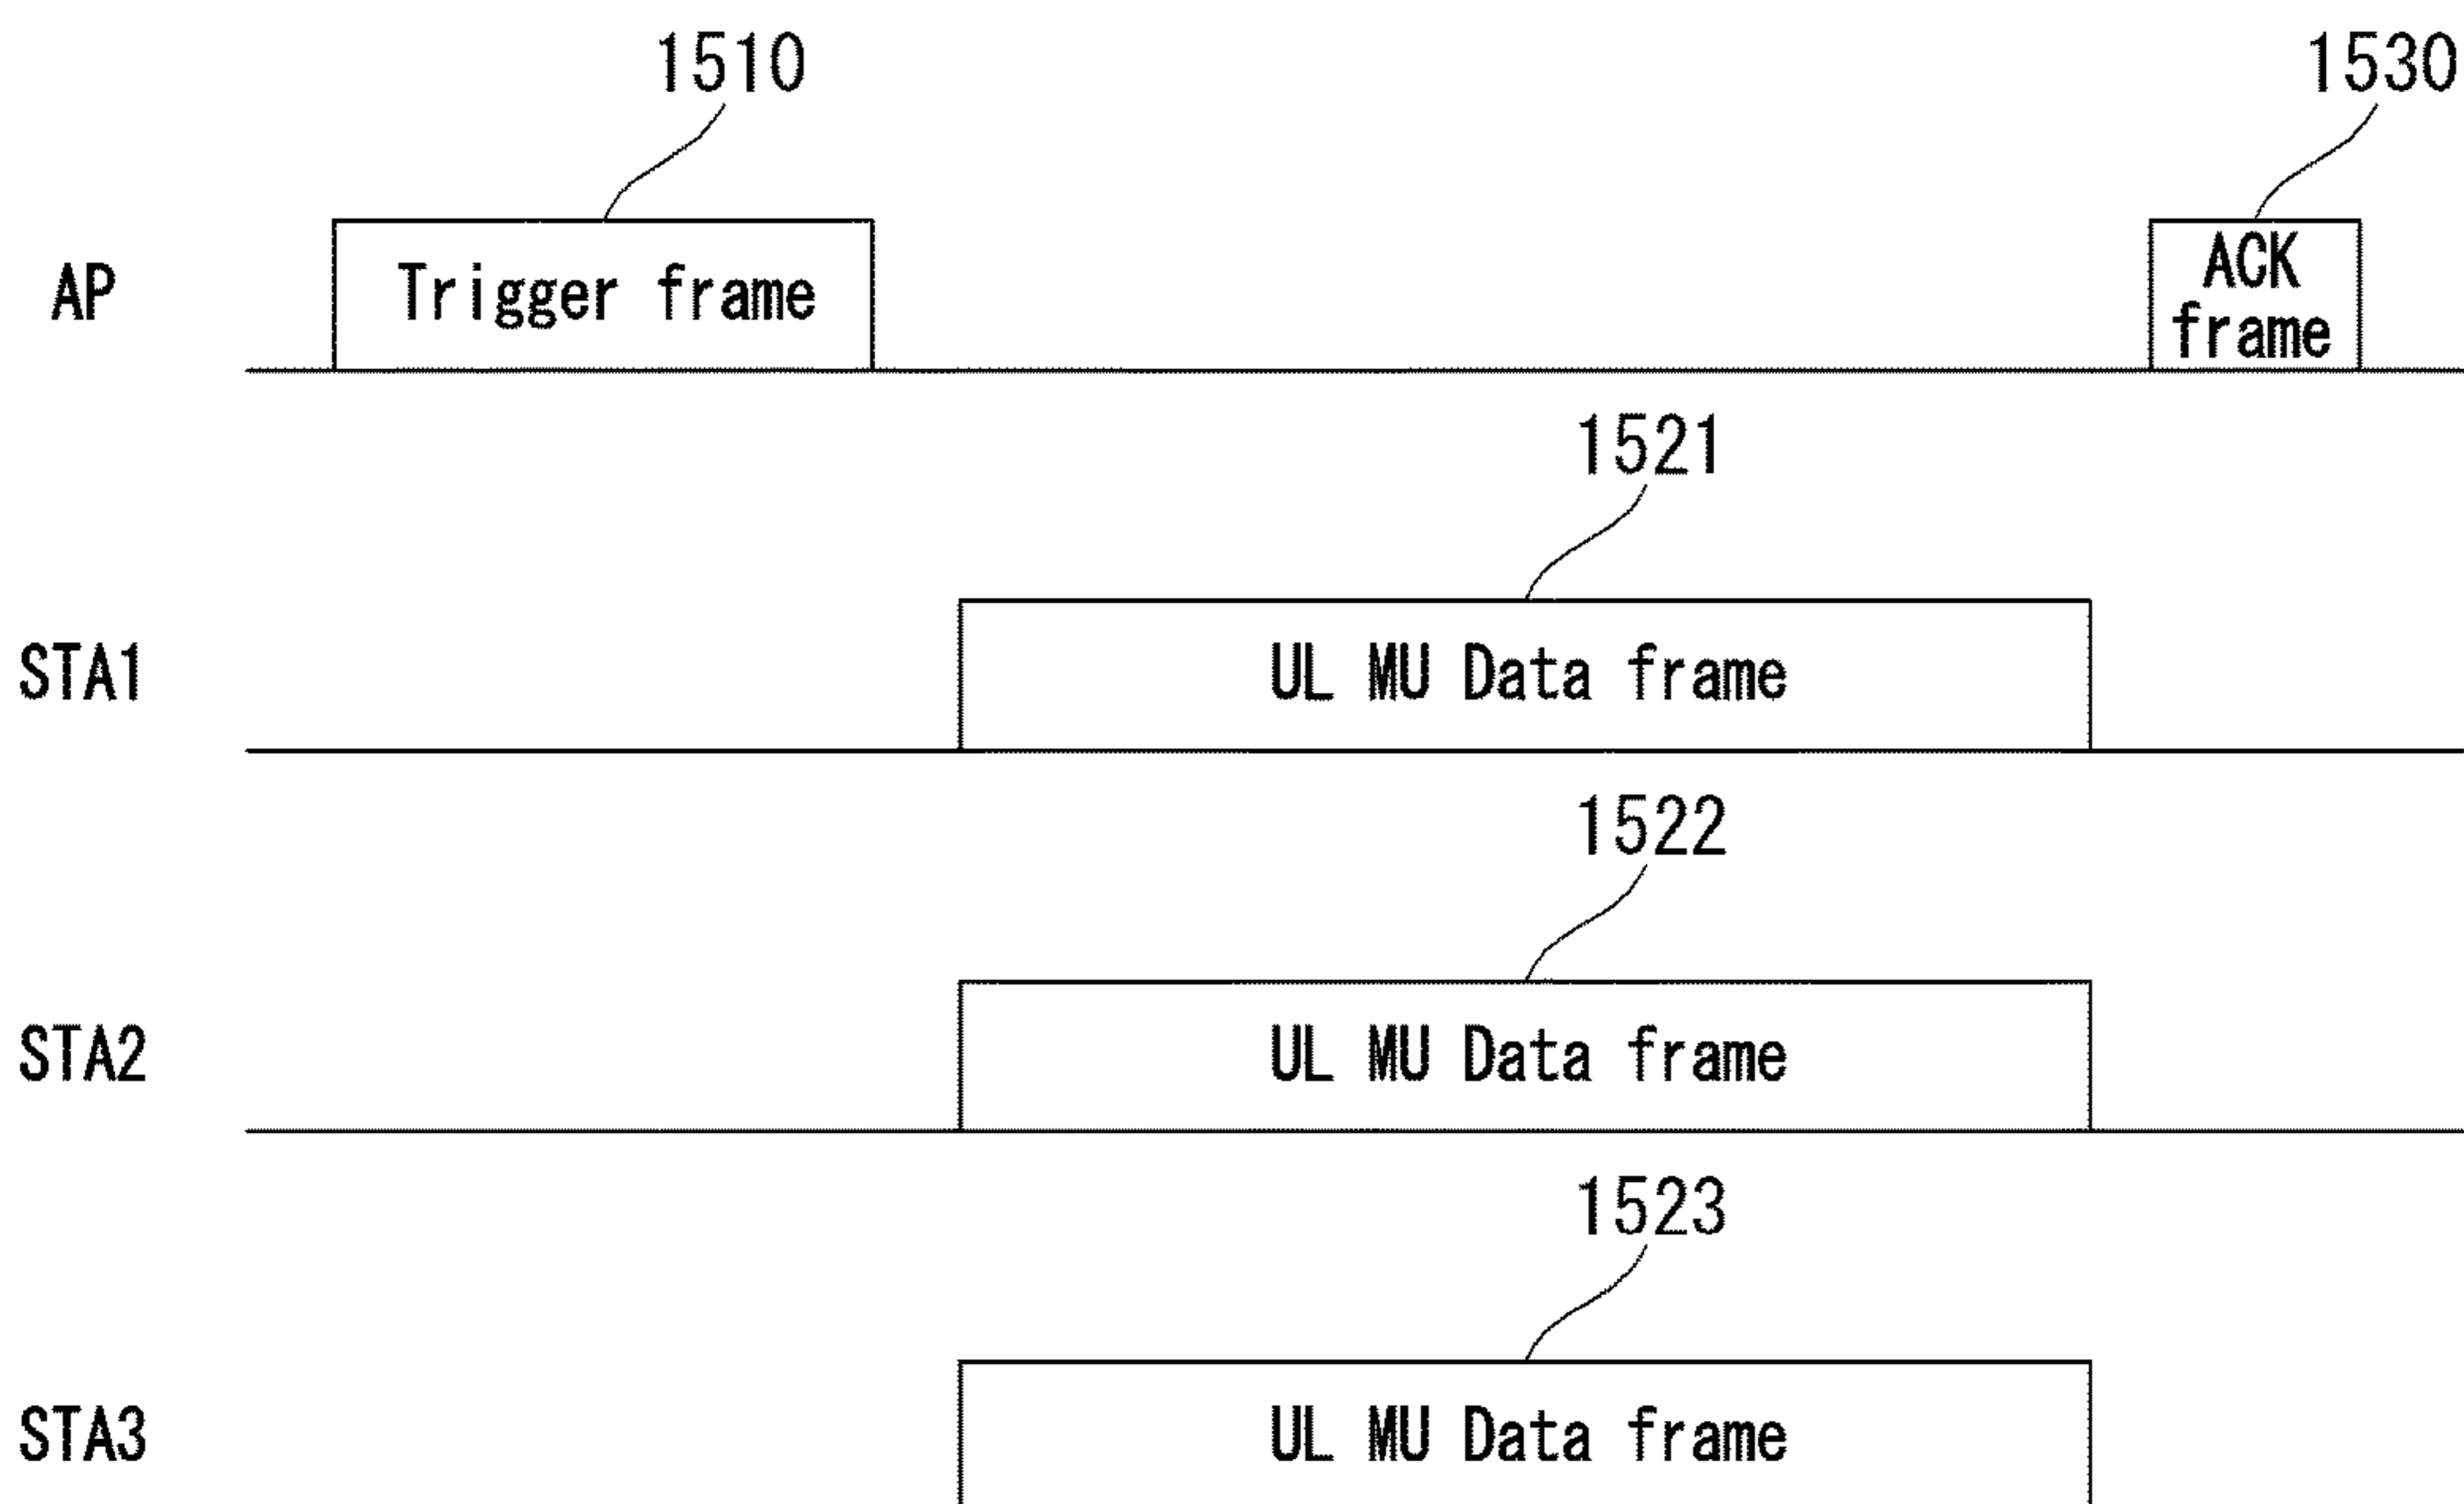 1510
1530
AP
Trigger frame
ACK
frame
1521
STA1
UL MU Data frame
1522
STA2
UL MU Data frame
1523
STA3
UL MU Data frame